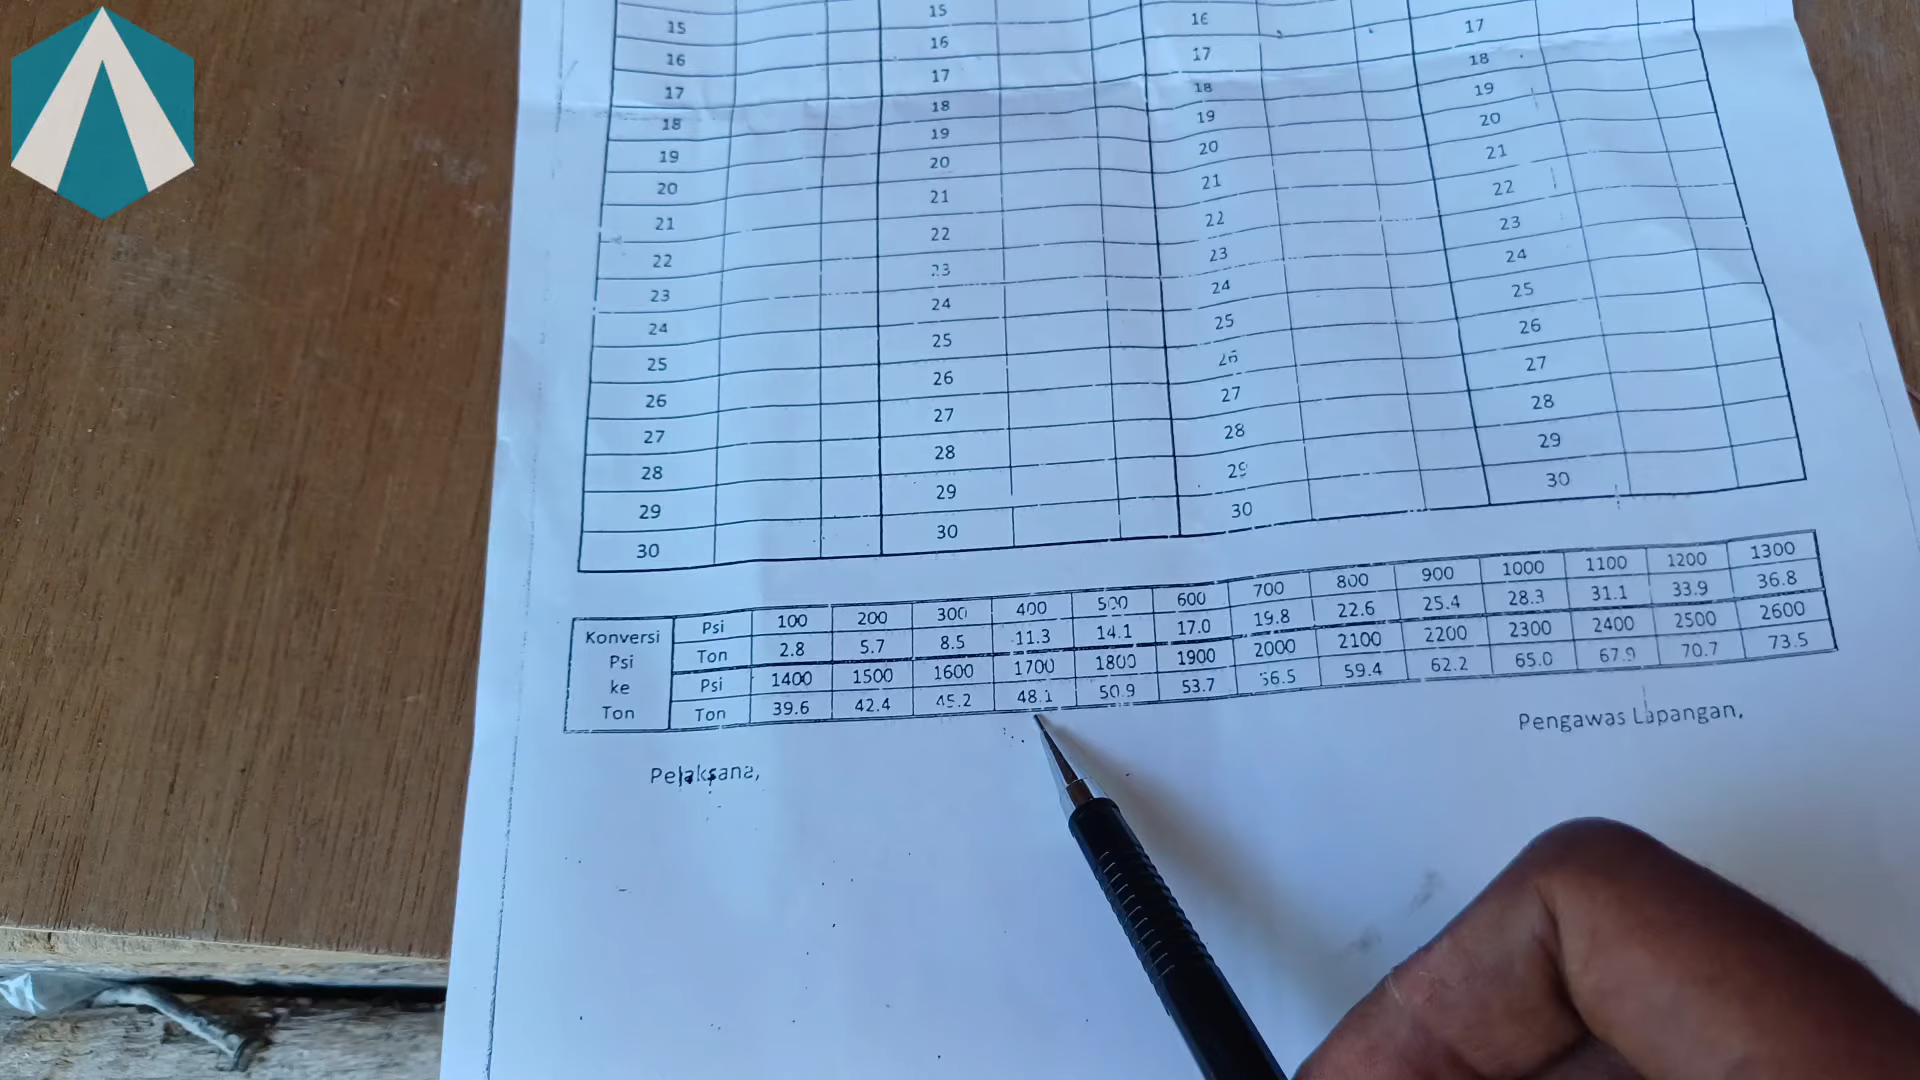 15 15 16 17
16 16 17 18
17 17 18 19
18 18 19 20
19 19 20 21
20 20 21 22
21 21 22 23
22 22 23 24
23 23 24 25
24 24 25 26
25 25 26 27
26 26 27 28
27 27 28 29
28 28 29 30
29 29 30
30 30
Konversi Psi ke Ton
Psi 100 200 300 400 500 600 700 800 900 1000 1100 1200 1300
Ton 2.8 5.7 8.5 11.3 14.1 17.0 19.8 22.6 25.4 28.3 31.1 33.9 36.8
Psi 1400 1500 1600 1700 1800 1900 2000 2100 2200 2300 2400 2500 2600
Ton 39.6 42.4 45.2 48.1 50.9 53.7 56.5 59.4 62.2 65.0 67.9 70.7 73.5
Pelaksana,
Pengawas Lapangan,